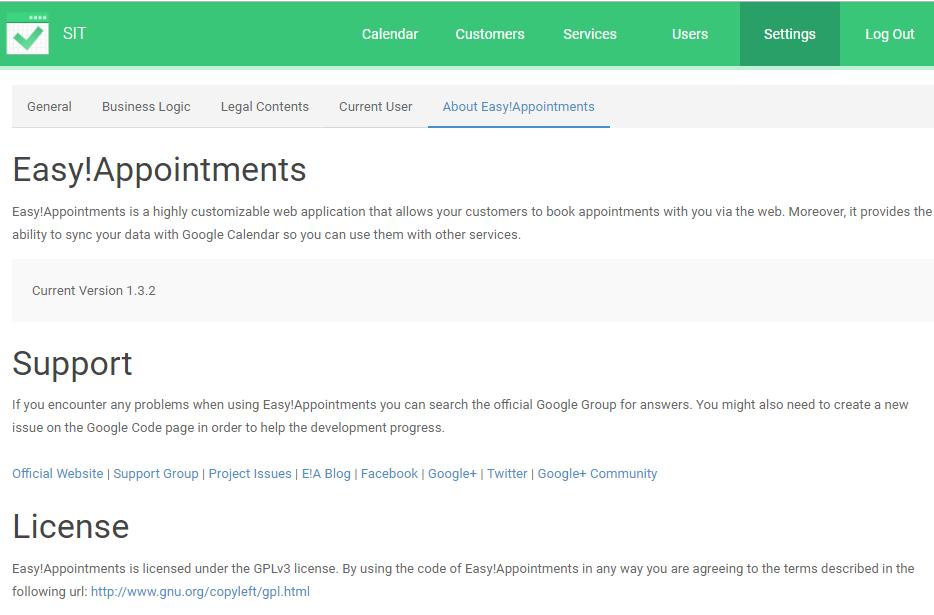 SIT Calendar Customers Services Users Settings Log Out
General Business Logic Legal Contents Current User About Easy!Appointments
Easy!Appointments
Easy!Appointments is a highly customizable web application that allows your customers to book appointments with you via the web. Moreover, it provides the
ability to sync your data with Google Calendar so you can use them with other services.
Current Version 1.3.2
Support
If you encounter any problems when using Easy!Appointments you can search the official Google Group for answers. You might also need to create a new
issue on the Google Code page in order to help the development progress.
Official Website | Support Group | Project Issues | E!A Blog | Facebook | Google+ | Twitter | Google+ Community
License
Easy!Appointments is licensed under the GPLv3 license. By using the code of Easy!Appointments in any way you are agreeing to the terms described in the
following url: http://www.gnu.org/copyleft/gpl.html